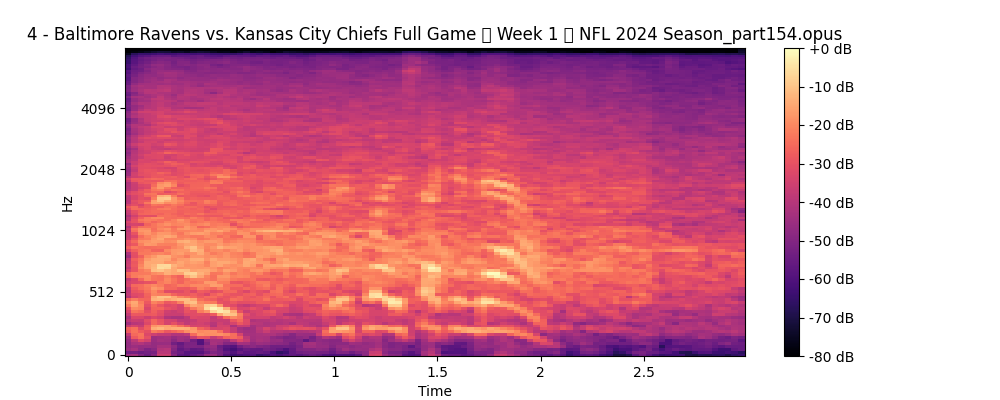 4 - Baltimore Ravens vs. Kansas City Chiefs Full Game ▯ Week 1 ▯ NFL 2024 Season_part154.opus
+0 dB
-10 dB
-20 dB
-30 dB
-40 dB
-50 dB
-60 dB
-70 dB
-80 dB
Hz
4096
2048
1024
512
0
0
0.5
1
1.5
2
2.5
Time